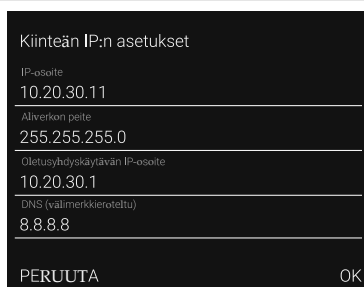 Kiinteän IP:n asetukset
IP-osoite
10.20.30.11
Aliverkon peite
255.255.255.0
Oletusyhdyskäytävän IP-osoite
10.20.30.1
DNS (välimerkkieroteltu)
8.8.8.8
PERUUTA OK